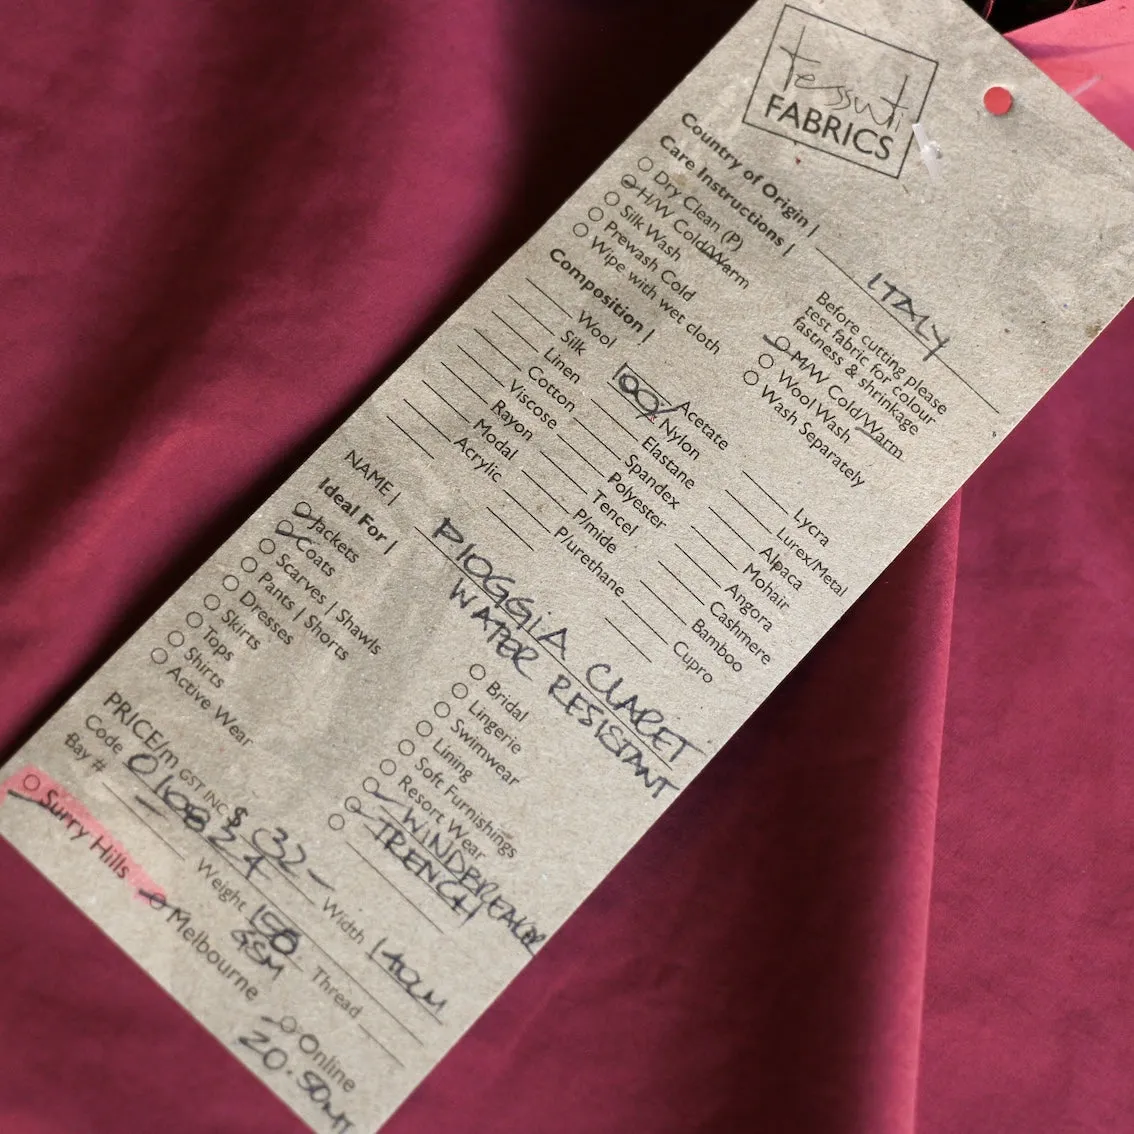 tessuti
FABRICS
Country of Origin | ITALY
Care Instructions |
Dry Clean (P)
H/W Cold/Warm
Silk Wash
Prewash Cold
Wipe with wet cloth
Before cutting please
test fabric for colour
fastness & shrinkage
M/W Cold/Warm
Wool Wash
Wash Separately
Composition |
Wool
Silk
Linen
Cotton
Viscose
Rayon
Modal
Acrylic
Acetate
100% Nylon
Elastane
Spandex
Polyester
Tencel
P/mide
P/urethane
Lycra
Lurex/Metal
Alpaca
Mohair
Angora
Cashmere
Bamboo
Cupro
NAME | PIOGGIA CLARET
WATER RESISTANT
Ideal For |
Jackets
Coats
Scarves | Shawls
Pants | Shorts
Dresses
Skirts
Tops
Shirts
Active Wear
Bridal
Lingerie
Swimwear
Lining
Soft Furnishings
Resort Wear
WINDBREAKER
TRENCH
PRICE/m GST INC $ 32- Width 140cm
Code Weight 150 GSM Thread
Bay #
Surry Hills
Melbourne
Online